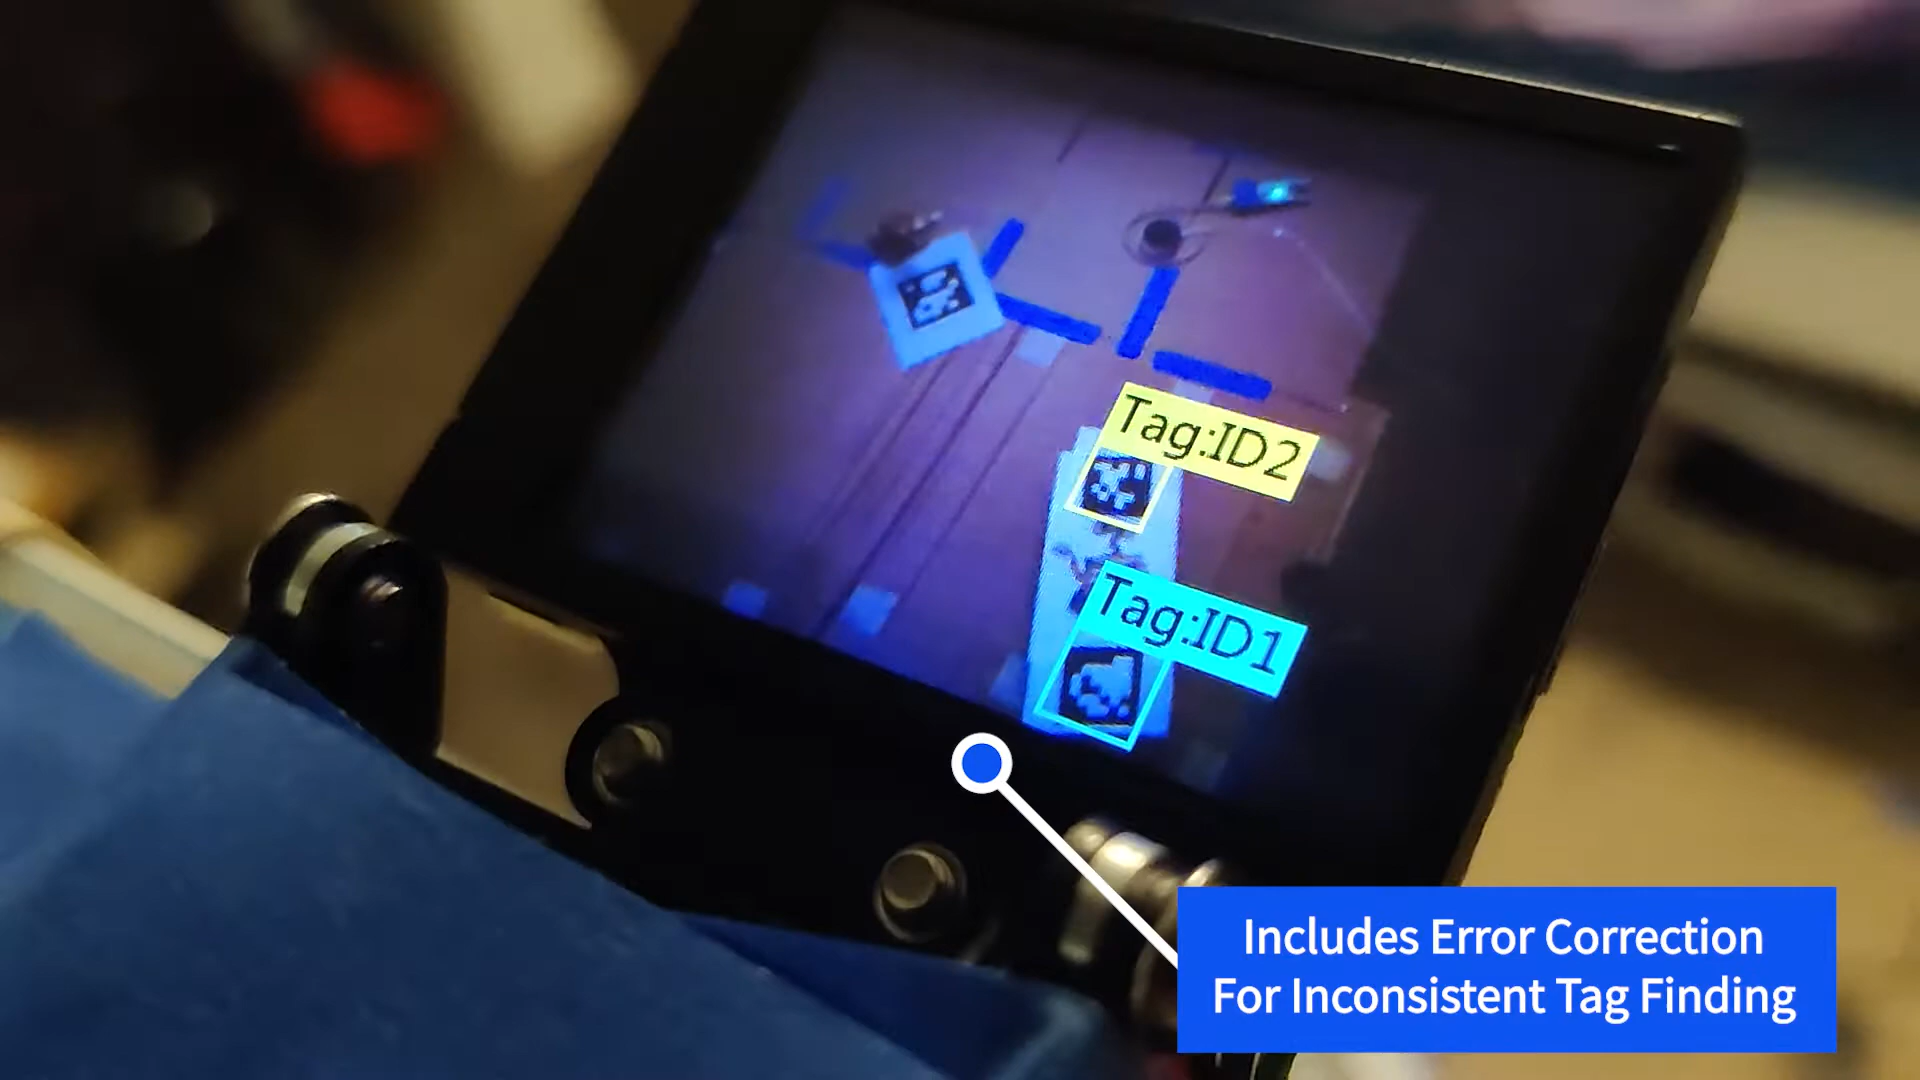 Tag:ID2
Tag:ID1
Includes Error Correction
For Inconsistent Tag Finding